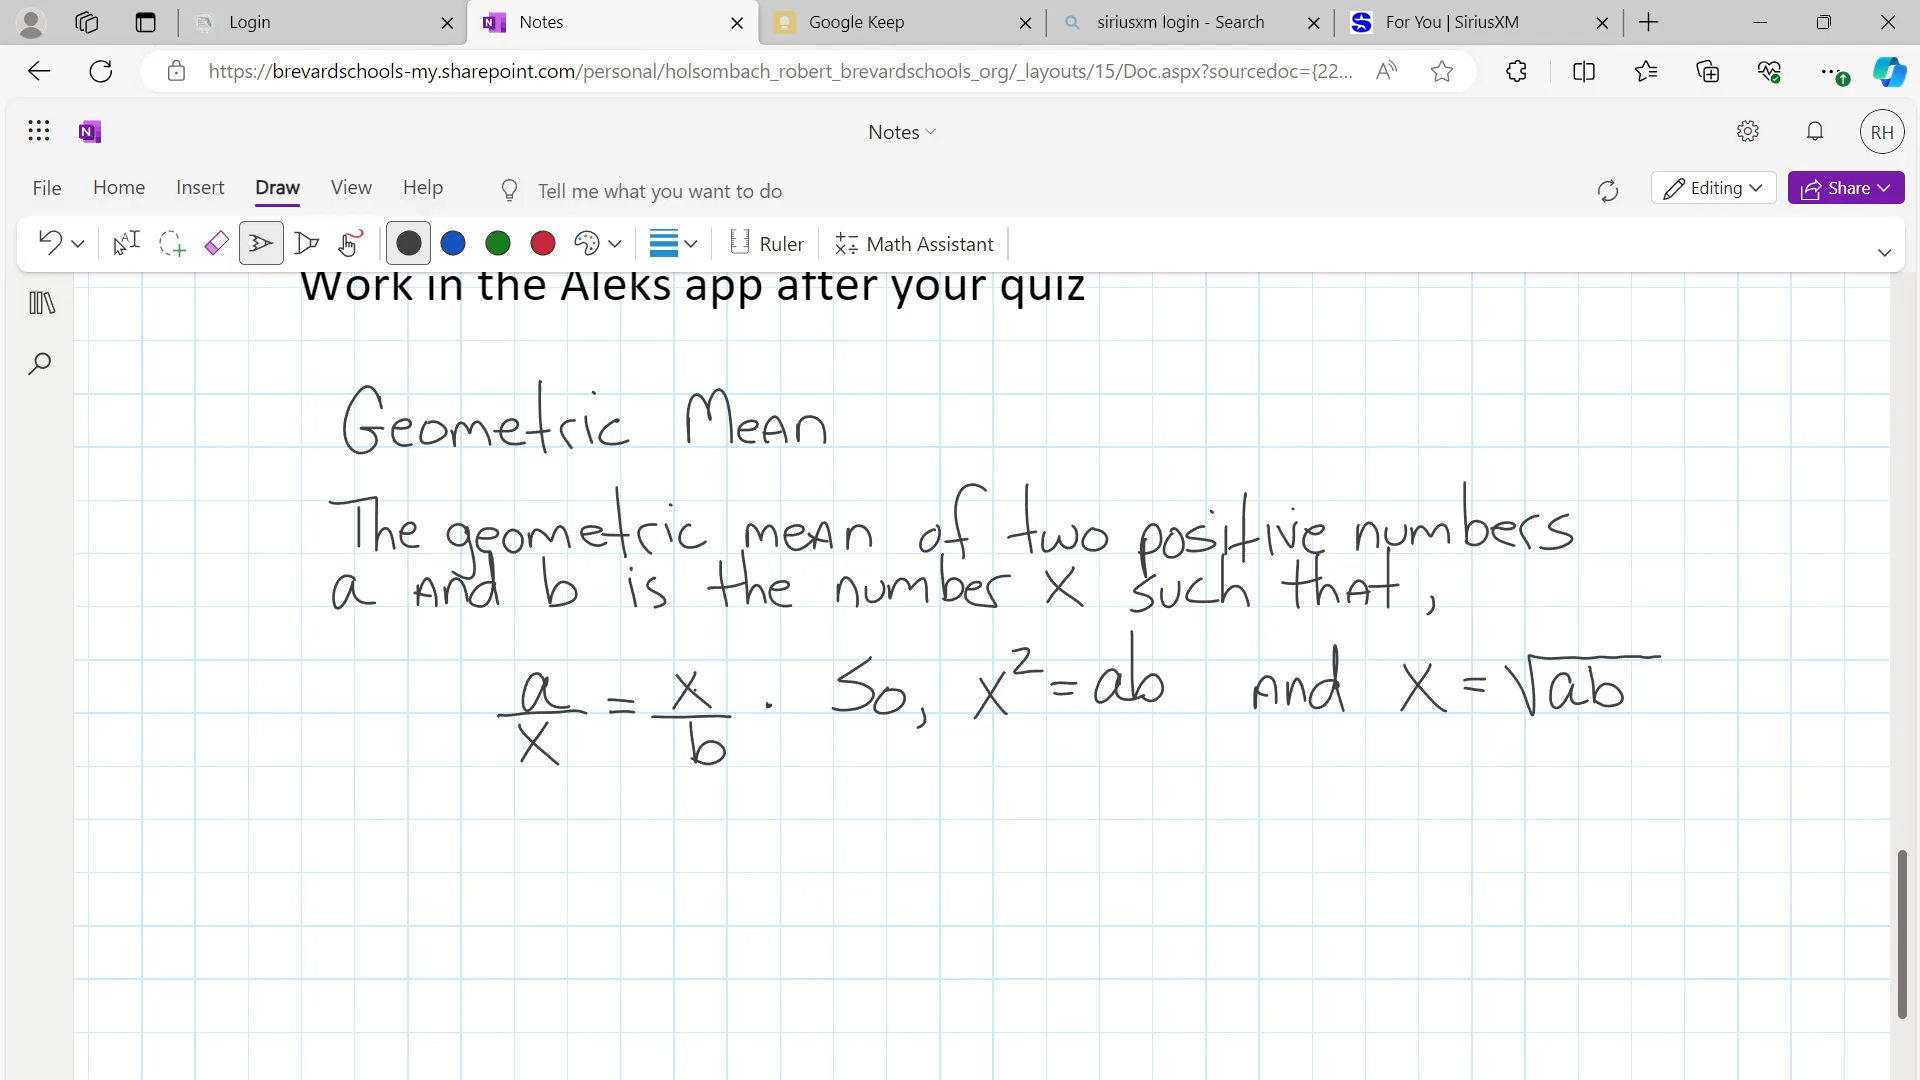 Login
Notes
Google Keep
siriusxm login - Search
For You | SiriusXM
https://brevardschools-my.sharepoint.com/personal/holsombach_robert_brevardschools_org/_layouts/15/Doc.aspx?sourcedoc={22...
Notes
RH
File Home Insert Draw View Help Tell me what you want to do
Editing Share
Ruler Math Assistant
Work in the Aleks app after your quiz
Geometric Mean
The geometric mean of two positive numbers
a and b is the number x such that,
a/x = x/b . So, x² = ab and x = √ab